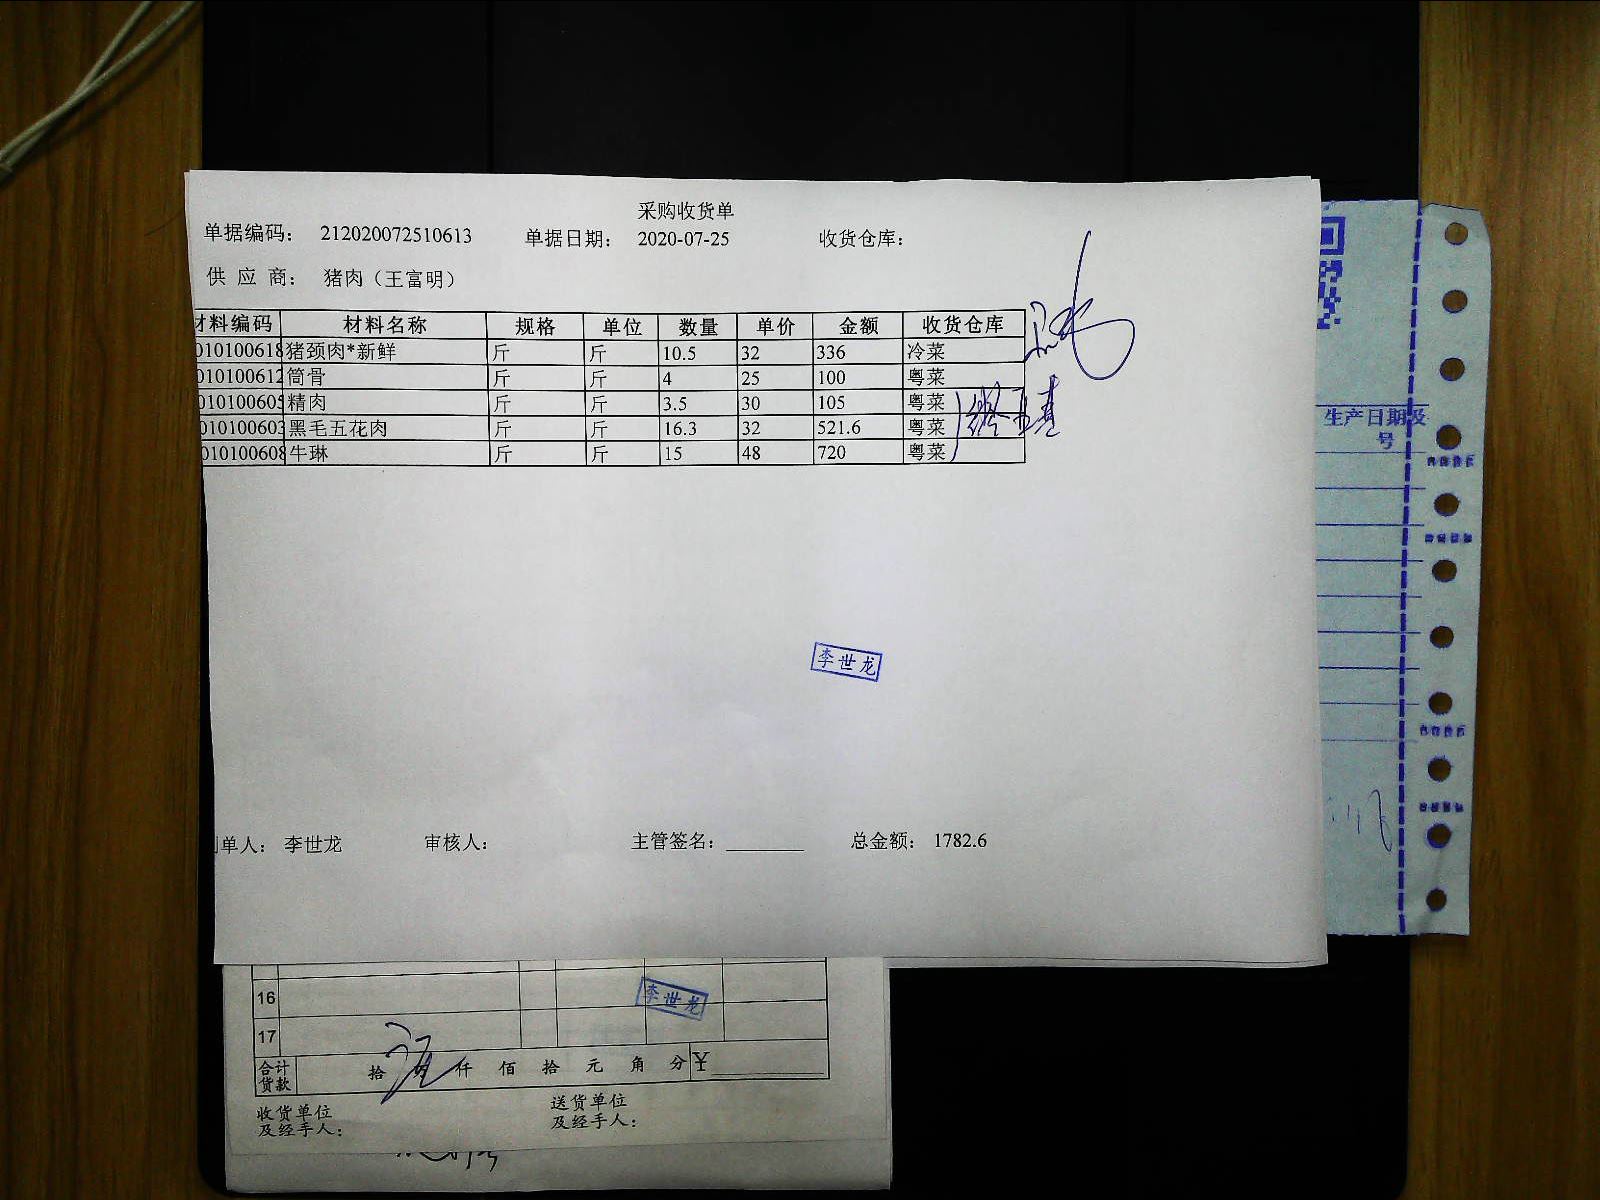 采购收货单
单据编码： 212020072510613 单据日期： 2020-07-25 收货仓库：
供 应 商： 猪肉（王富明）
材料编码 材料名称 规格 单位 数量 单价 金额 收货仓库
010100618 猪颈肉*新鲜 斤 斤 10.5 32 336 冷菜
010100612 筒骨 斤 斤 4 25 100 粤菜
010100605 精肉 斤 斤 3.5 30 105 粤菜
010100603 黑毛五花肉 斤 斤 16.3 32 521.6 粤菜
010100608 牛琳 斤 斤 15 48 720 粤菜
李世龙
制单人： 李世龙 审核人： 主管签名： 总金额： 1782.6
生产日期及
号
16
李世龙
17
合计
货款 拾 万 仟 佰 拾 元 角 分 ¥
收货单位
及经手人：
送货单位
及经手人：